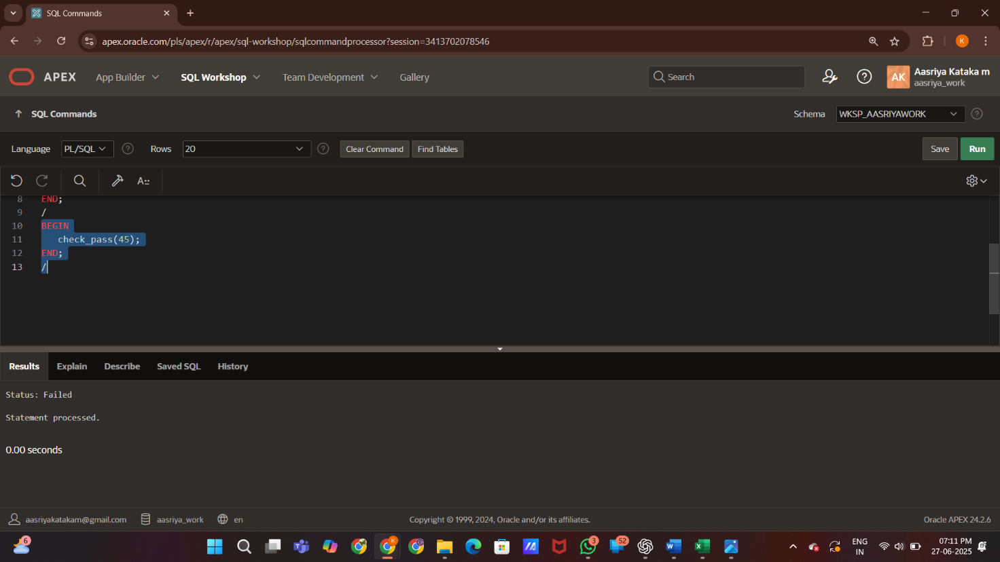 SQL Commands
apex.oracle.com/pls/apex/r/apex/sql-workshop/sqlcommandprocessor?session=3413702078546
K
APEX
App Builder
SQL Workshop
Team Development
Gallery
Search
AK
Aasriya Kataka m
aasriya_work
SQL Commands
Schema
WKSP_AASRIYAWORK
Language
PL/SQL
Rows
20
Clear Command
Find Tables
Save
Run
8 END;
9 /
10 BEGIN
11 check_pass(45);
12 END;
13 /
Results
Explain
Describe
Saved SQL
History
Status: Failed
Statement processed.
0.00 seconds
aasriyakatakam@gmail.com
aasriya_work
en
Copyright © 1999, 2024, Oracle and/or its affiliates.
Oracle APEX 24.2.6
6
K
3
52
ENG
IN
07:11 PM
27-06-2025